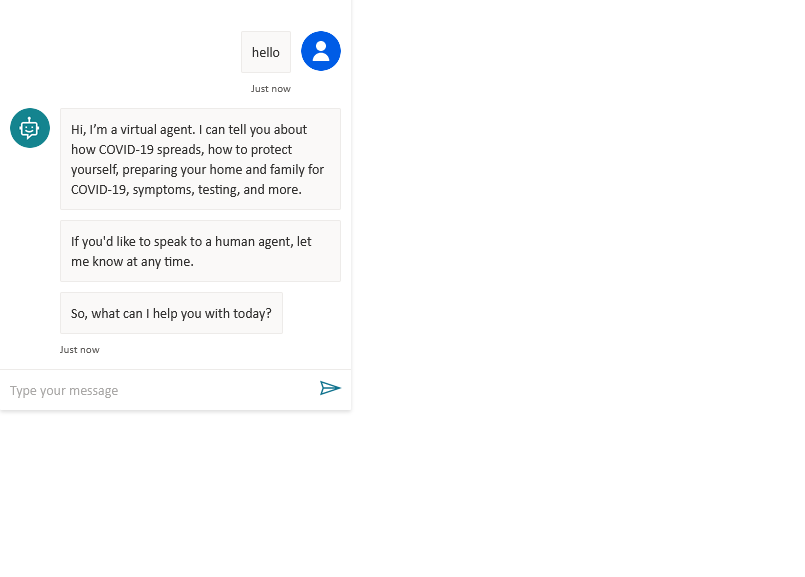 hello
Just now
Hi, I’m a virtual agent. I can tell you about
how COVID-19 spreads, how to protect
yourself, preparing your home and family for
COVID-19, symptoms, testing, and more.
If you'd like to speak to a human agent, let
me know at any time.
So, what can I help you with today?
Just now
Type your message